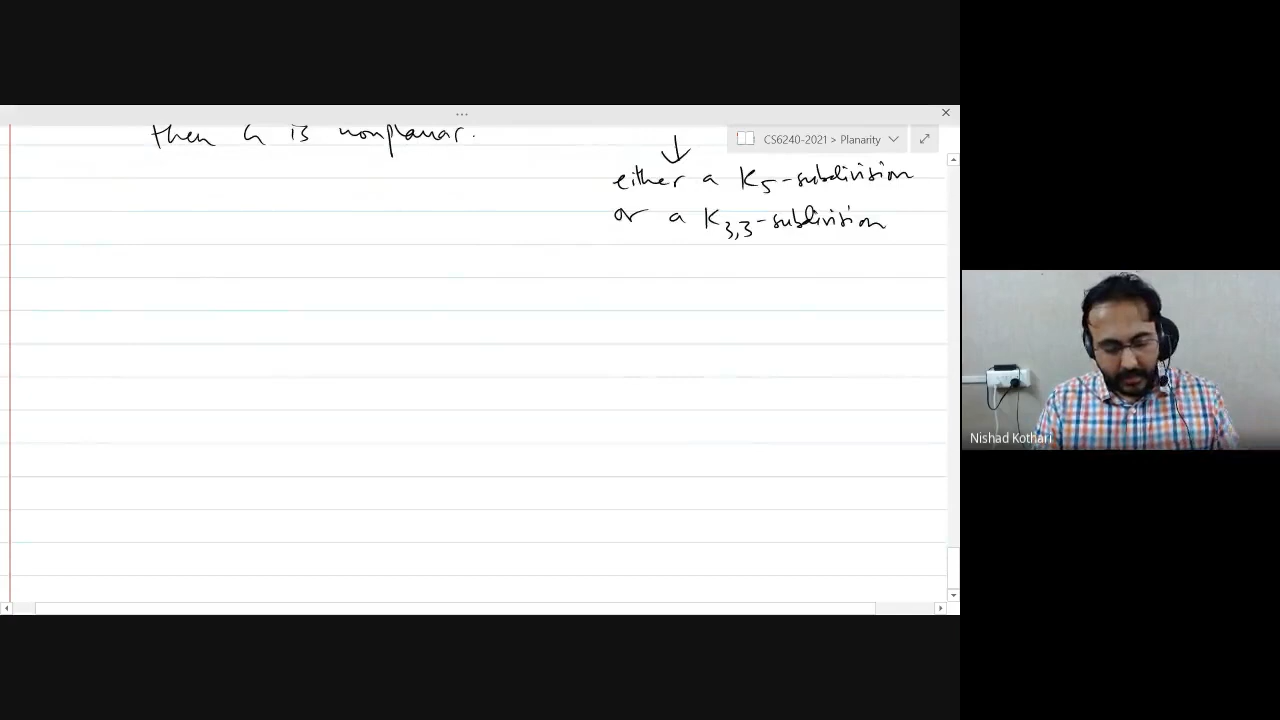 then G is nonplanar.
CS6240-2021 > Planarity
either a K5-subdivision
or a K3,3-subdivision
Nishad Kothari